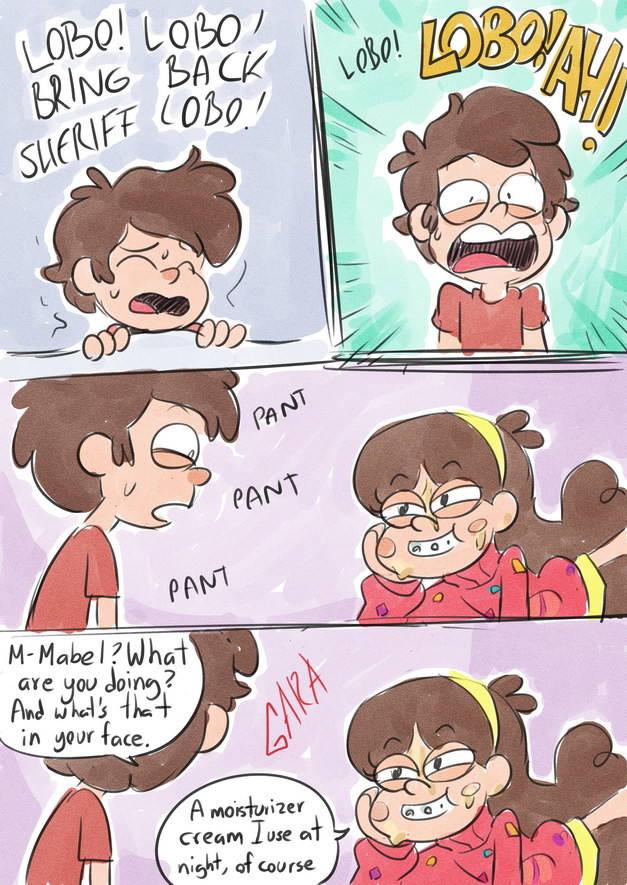 LOBO! LOBO!
BRING BACK
SHERIFF LOBO!
LOBO!
LOBO! AH!
PANT
PANT
PANT
M-Mabel? What
are you doing?
And what's that
in your face.
GARA
A moisturizer
cream I use at
night, of course